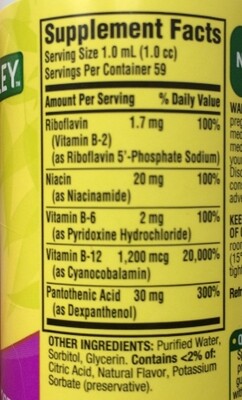 LEY
Supplement Facts
Serving Size 1.0 mL (1.0 cc)
Servings Per Container 59
Amount Per Serving % Daily Value
Riboflavin 1.7 mg 100%
(Vitamin B-2)
(as Riboflavin 5'-Phosphate Sodium)
Niacin 20 mg 100%
(as Niacinamide)
Vitamin B-6 2 mg 100%
(as Pyridoxine Hydrochloride)
Vitamin B-12 1,200 mcg 20,000%
(as Cyanocobalamin)
Pantothenic Acid 30 mg 300%
(as Dexpanthenol)
OTHER INGREDIENTS: Purified Water,
Sorbitol, Glycerin. Contains <2% of:
Citric Acid, Natural Flavor, Potassium
Sorbate (preservative).